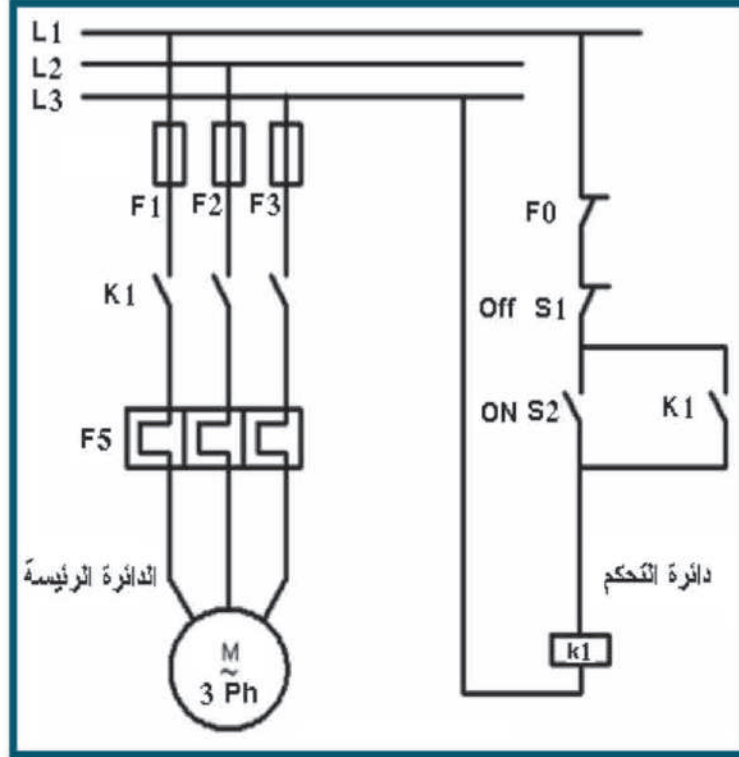 L1
L2
L3
F1 F2 F3
F0
K1
Off S1
ON S2 K1
F5
الدائرة الرئيسة
دائرة التحكم
k1
M
~
3 Ph